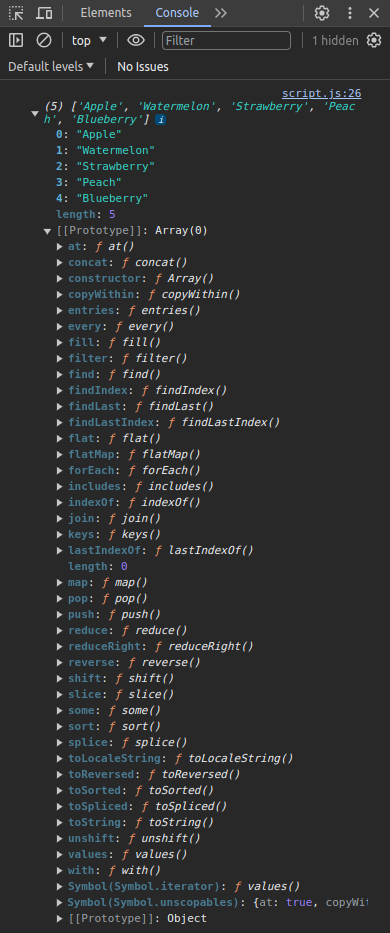 Elements Console
top Filter 1 hidden
Default levels No Issues
script.js:26
(5) ['Apple', 'Watermelon', 'Strawberry', 'Peac
h', 'Blueberry'] i
0: "Apple"
1: "Watermelon"
2: "Strawberry"
3: "Peach"
4: "Blueberry"
length: 5
[[Prototype]]: Array(0)
at: ƒ at()
concat: ƒ concat()
constructor: ƒ Array()
copyWithin: ƒ copyWithin()
entries: ƒ entries()
every: ƒ every()
fill: ƒ fill()
filter: ƒ filter()
find: ƒ find()
findIndex: ƒ findIndex()
findLast: ƒ findLast()
findLastIndex: ƒ findLastIndex()
flat: ƒ flat()
flatMap: ƒ flatMap()
forEach: ƒ forEach()
includes: ƒ includes()
indexOf: ƒ indexOf()
join: ƒ join()
keys: ƒ keys()
lastIndexOf: ƒ lastIndexOf()
length: 0
map: ƒ map()
pop: ƒ pop()
push: ƒ push()
reduce: ƒ reduce()
reduceRight: ƒ reduceRight()
reverse: ƒ reverse()
shift: ƒ shift()
slice: ƒ slice()
some: ƒ some()
sort: ƒ sort()
splice: ƒ splice()
toLocaleString: ƒ toLocaleString()
toReversed: ƒ toReversed()
toSorted: ƒ toSorted()
toSpliced: ƒ toSpliced()
toString: ƒ toString()
unshift: ƒ unshift()
values: ƒ values()
with: ƒ with()
Symbol(Symbol.iterator): ƒ values()
Symbol(Symbol.unscopables): {at: true, copyWit
[[Prototype]]: Object